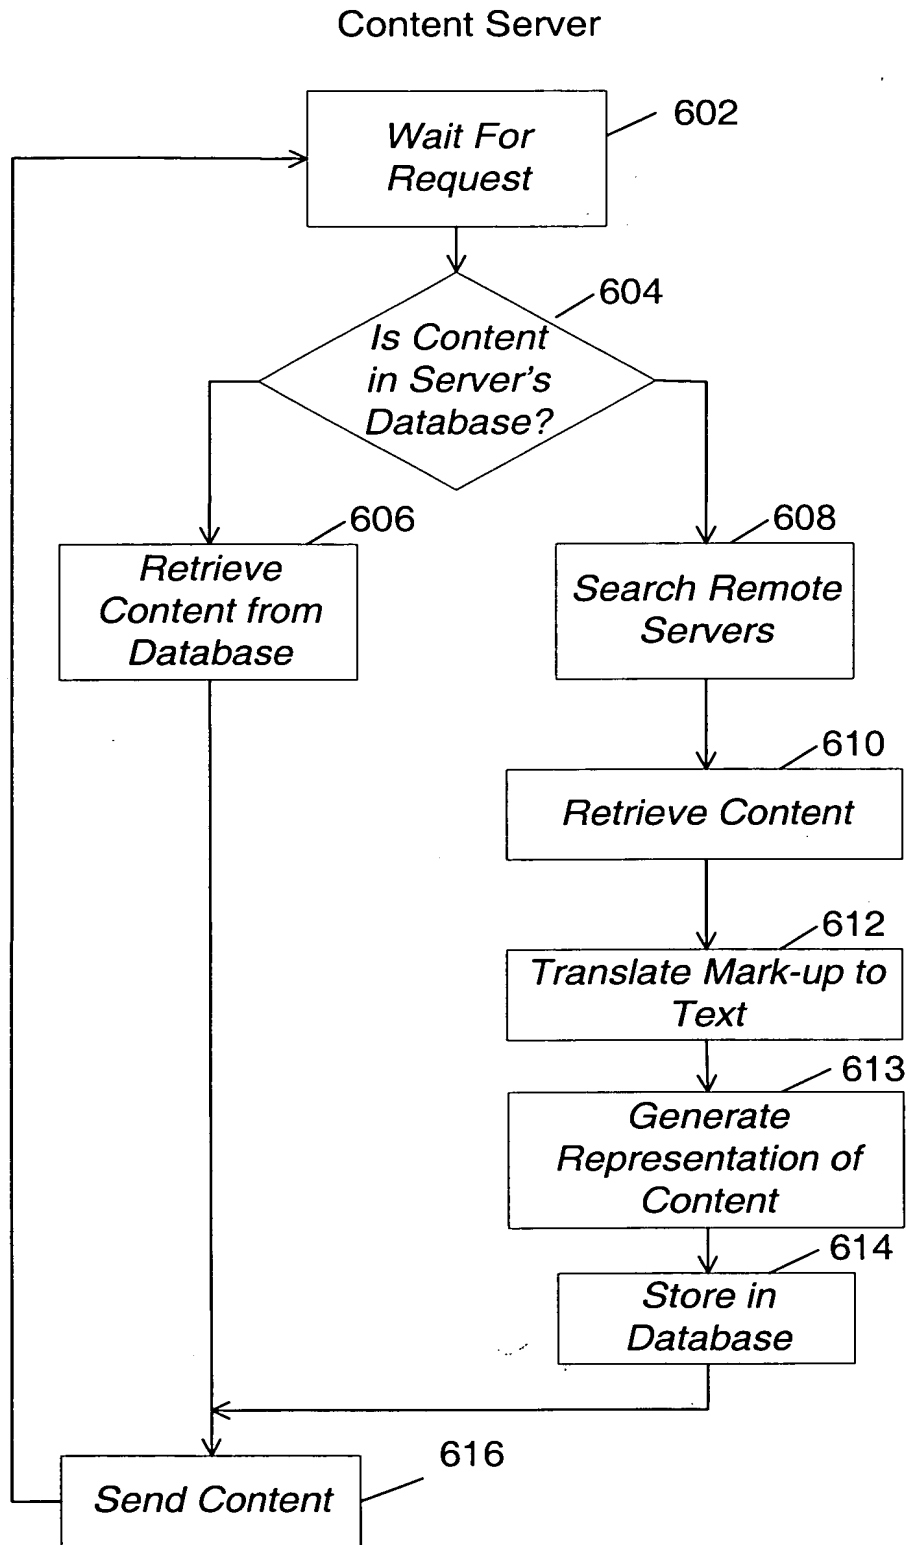 Content Server
602
Wait For
Request
604
Is Content
in Server's
Database?
606
Retrieve
Content from
Database
608
Search Remote
Servers
610
Retrieve Content
612
Translate Mark-up to
Text
613
Generate
Representation of
Content
614
Store in
Database
616
Send Content